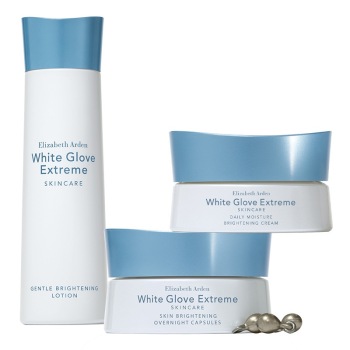 Elizabeth Arden
White Glove
Extreme
SKINCARE
GENTLE BRIGHTENING
LOTION
Elizabeth Arden
White Glove Extreme
SKINCARE
DAILY MOISTURE
BRIGHTENING CREAM
Elizabeth Arden
White Glove Extreme
SKINCARE
SKIN BRIGHTENING
OVERNIGHT CAPSULES